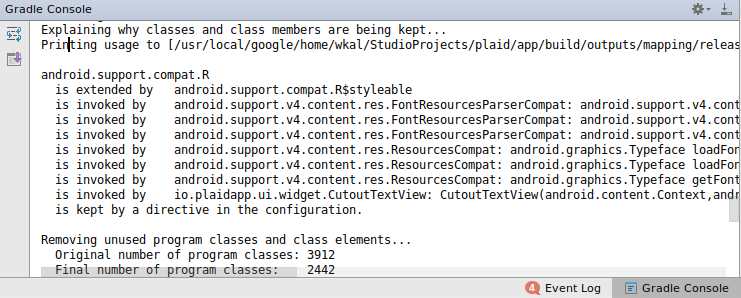 Gradle Console
Explaining why classes and class members are being kept...
Printing usage to [/usr/local/google/home/wkal/StudioProjects/plaid/app/build/outputs/mapping/releas
android.support.compat.R
is extended by android.support.compat.R$styleable
is invoked by android.support.v4.content.res.FontResourcesParserCompat: android.support.v4.cont
is invoked by android.support.v4.content.res.FontResourcesParserCompat: android.support.v4.cont
is invoked by android.support.v4.content.res.FontResourcesParserCompat: android.support.v4.cont
is invoked by android.support.v4.content.res.ResourcesCompat: android.graphics.Typeface loadFon
is invoked by android.support.v4.content.res.ResourcesCompat: android.graphics.Typeface loadFon
is invoked by android.support.v4.content.res.ResourcesCompat: android.graphics.Typeface getFont
is invoked by io.plaidapp.ui.widget.CutoutTextView: CutoutTextView(android.content.Context,andr
is kept by a directive in the configuration.
Removing unused program classes and class elements...
Original number of program classes: 3912
Final number of program classes: 2442
4 Event Log Gradle Console